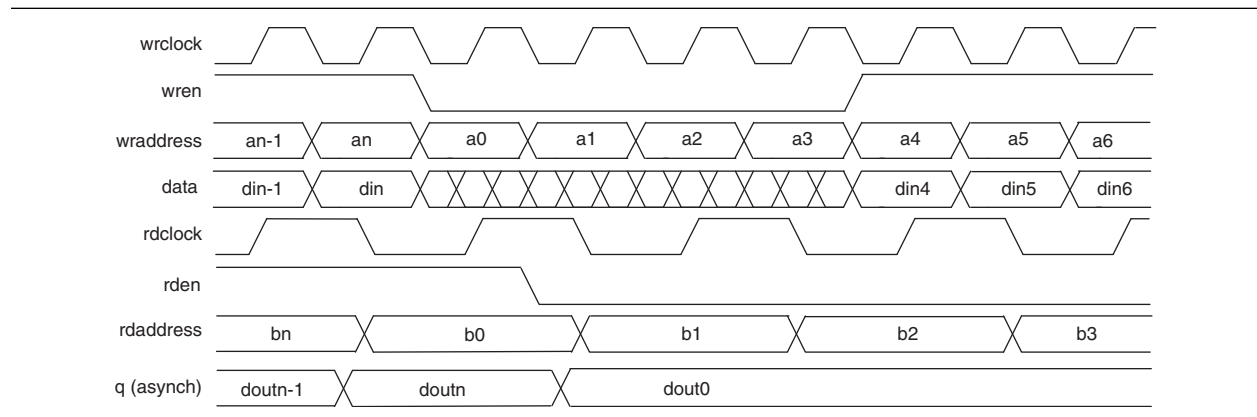 wrclock
wren
wraddress an-1 an a0 a1 a2 a3 a4 a5 a6
data din-1 din din4 din5 din6
rdclock
rden
rdaddress bn b0 b1 b2 b3
q (asynch) doutn-1 doutn dout0